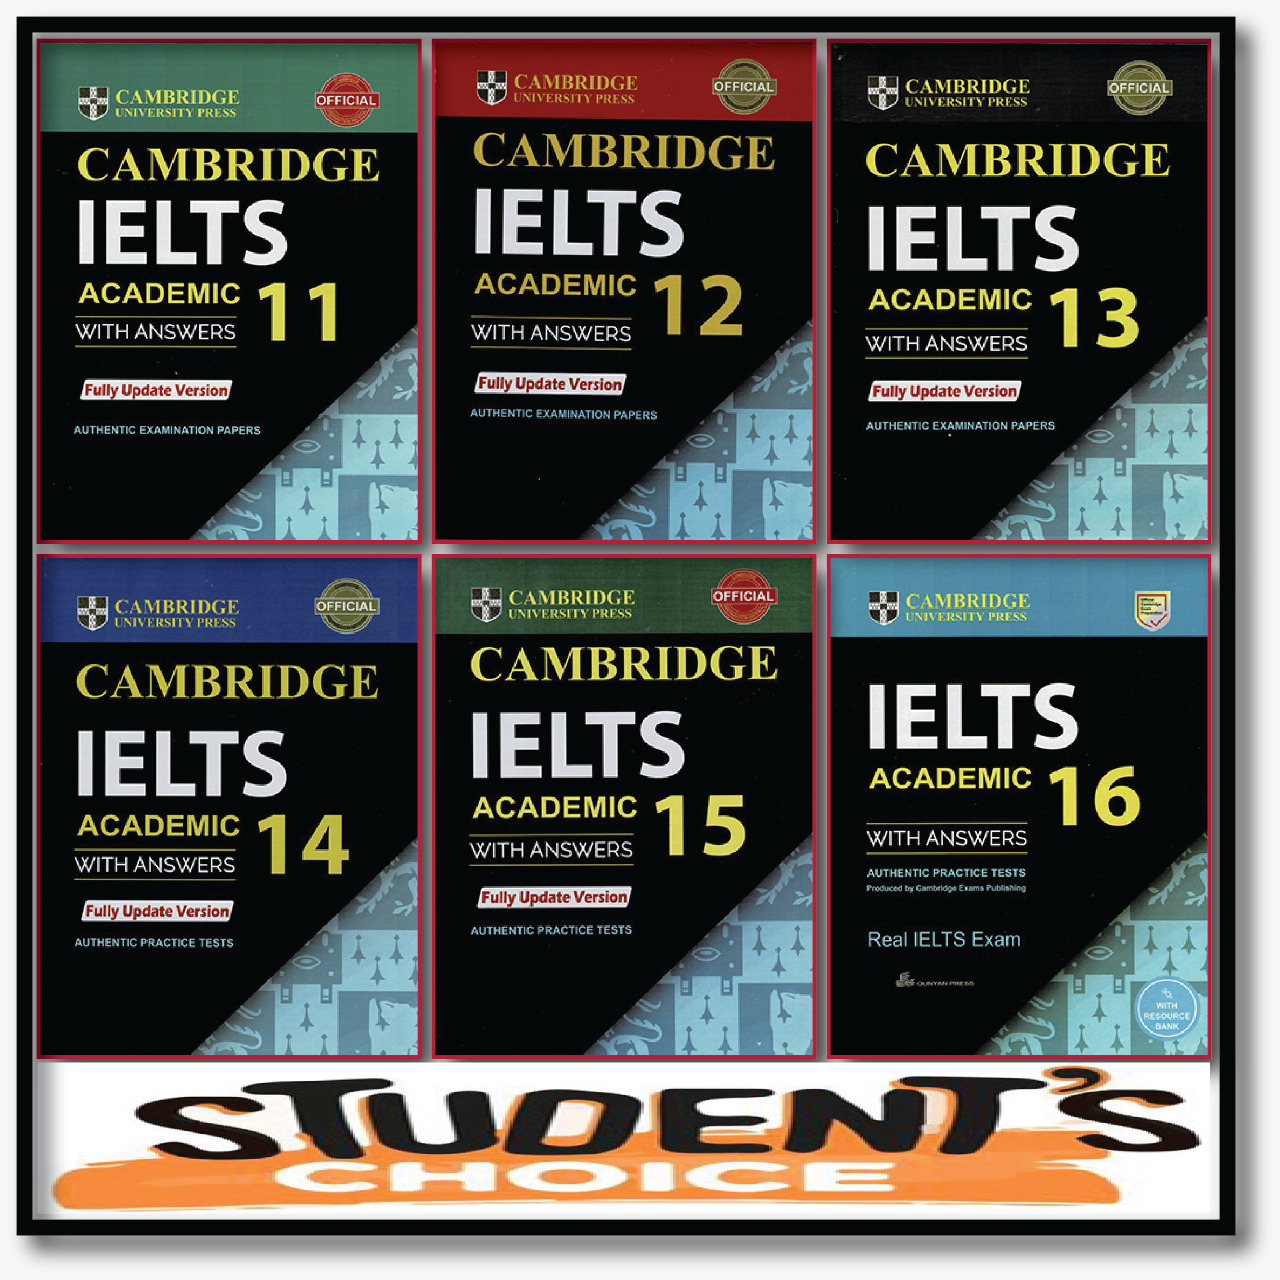 CAMBRIDGE
UNIVERSITY PRESS
OFFICIAL
CAMBRIDGE
IELTS
ACADEMIC 11
WITH ANSWERS
Fully Update Version
AUTHENTIC EXAMINATION PAPERS
CAMBRIDGE
UNIVERSITY PRESS
OFFICIAL
CAMBRIDGE
IELTS
ACADEMIC 12
WITH ANSWERS
Fully Update Version
AUTHENTIC EXAMINATION PAPERS
CAMBRIDGE
UNIVERSITY PRESS
OFFICIAL
CAMBRIDGE
IELTS
ACADEMIC 13
WITH ANSWERS
Fully Update Version
AUTHENTIC EXAMINATION PAPERS
CAMBRIDGE
UNIVERSITY PRESS
OFFICIAL
CAMBRIDGE
IELTS
ACADEMIC 14
WITH ANSWERS
Fully Update Version
AUTHENTIC PRACTICE TESTS
CAMBRIDGE
UNIVERSITY PRESS
OFFICIAL
CAMBRIDGE
IELTS
ACADEMIC 15
WITH ANSWERS
Fully Update Version
AUTHENTIC PRACTICE TESTS
CAMBRIDGE
UNIVERSITY PRESS
IELTS
ACADEMIC 16
WITH ANSWERS
AUTHENTIC PRACTICE TESTS
Produced by Cambridge Exams Publishing
Real IELTS Exam
QUNYAN PRESS
WITH
RESOURCE
BANK
STUDENT'S
CHOICE